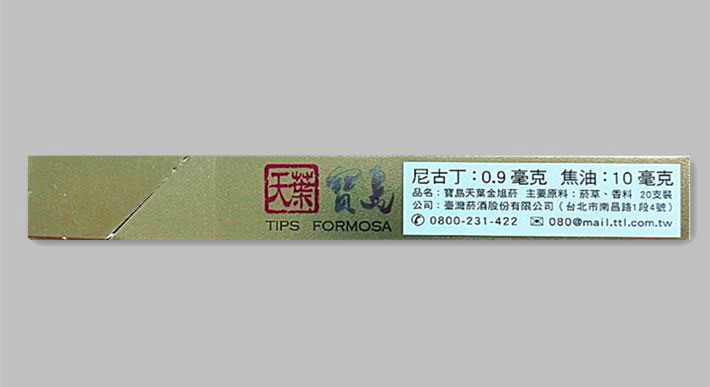 天葉 寶島
TIPS FORMOSA
尼古丁：0.9 毫克 焦油：10 毫克
品名：寶島天葉金旭菸 主要原料：菸草、香料 20支裝
公司：臺灣菸酒股份有限公司（台北市南昌路1段4號）
✆ 0800-231-422 ✉ 080@mail.ttl.com.tw